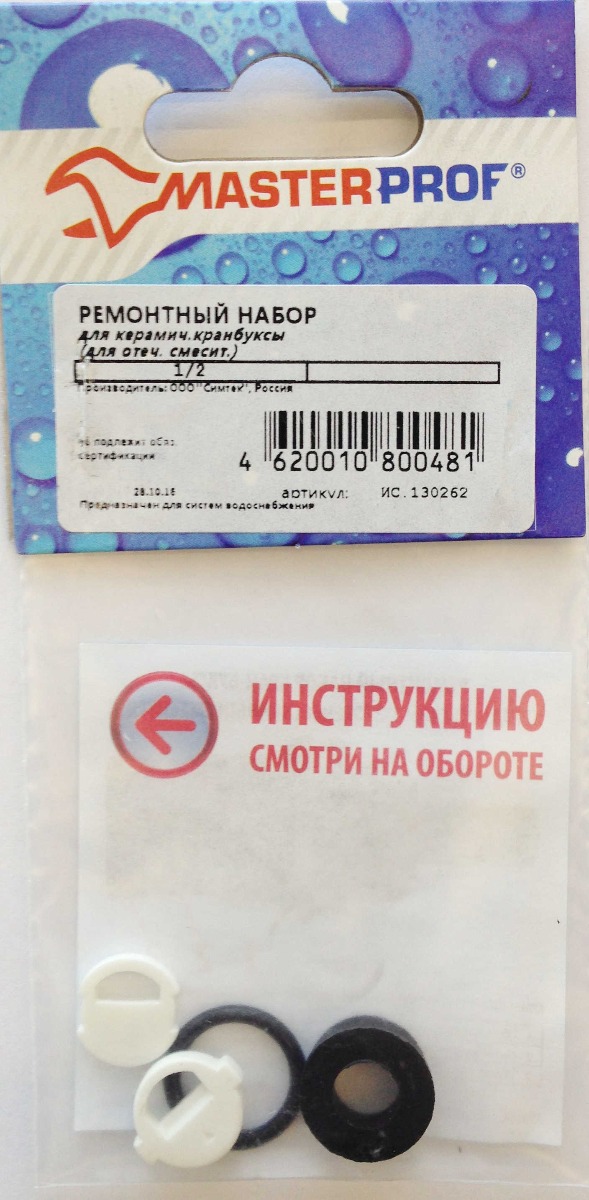 MASTERPROF®
РЕМОНТНЫЙ НАБОР
для керамич.кранбуксы
(для отеч. смесит.)
1/2
Производитель: ООО "Симтек", Россия
не подлежит обяз.
сертификации
4 620010 800481
28.10.16 артикул: ИС.130262
Предназначен для систем водоснабжения
ИНСТРУКЦИЮ
СМОТРИ НА ОБОРОТЕ